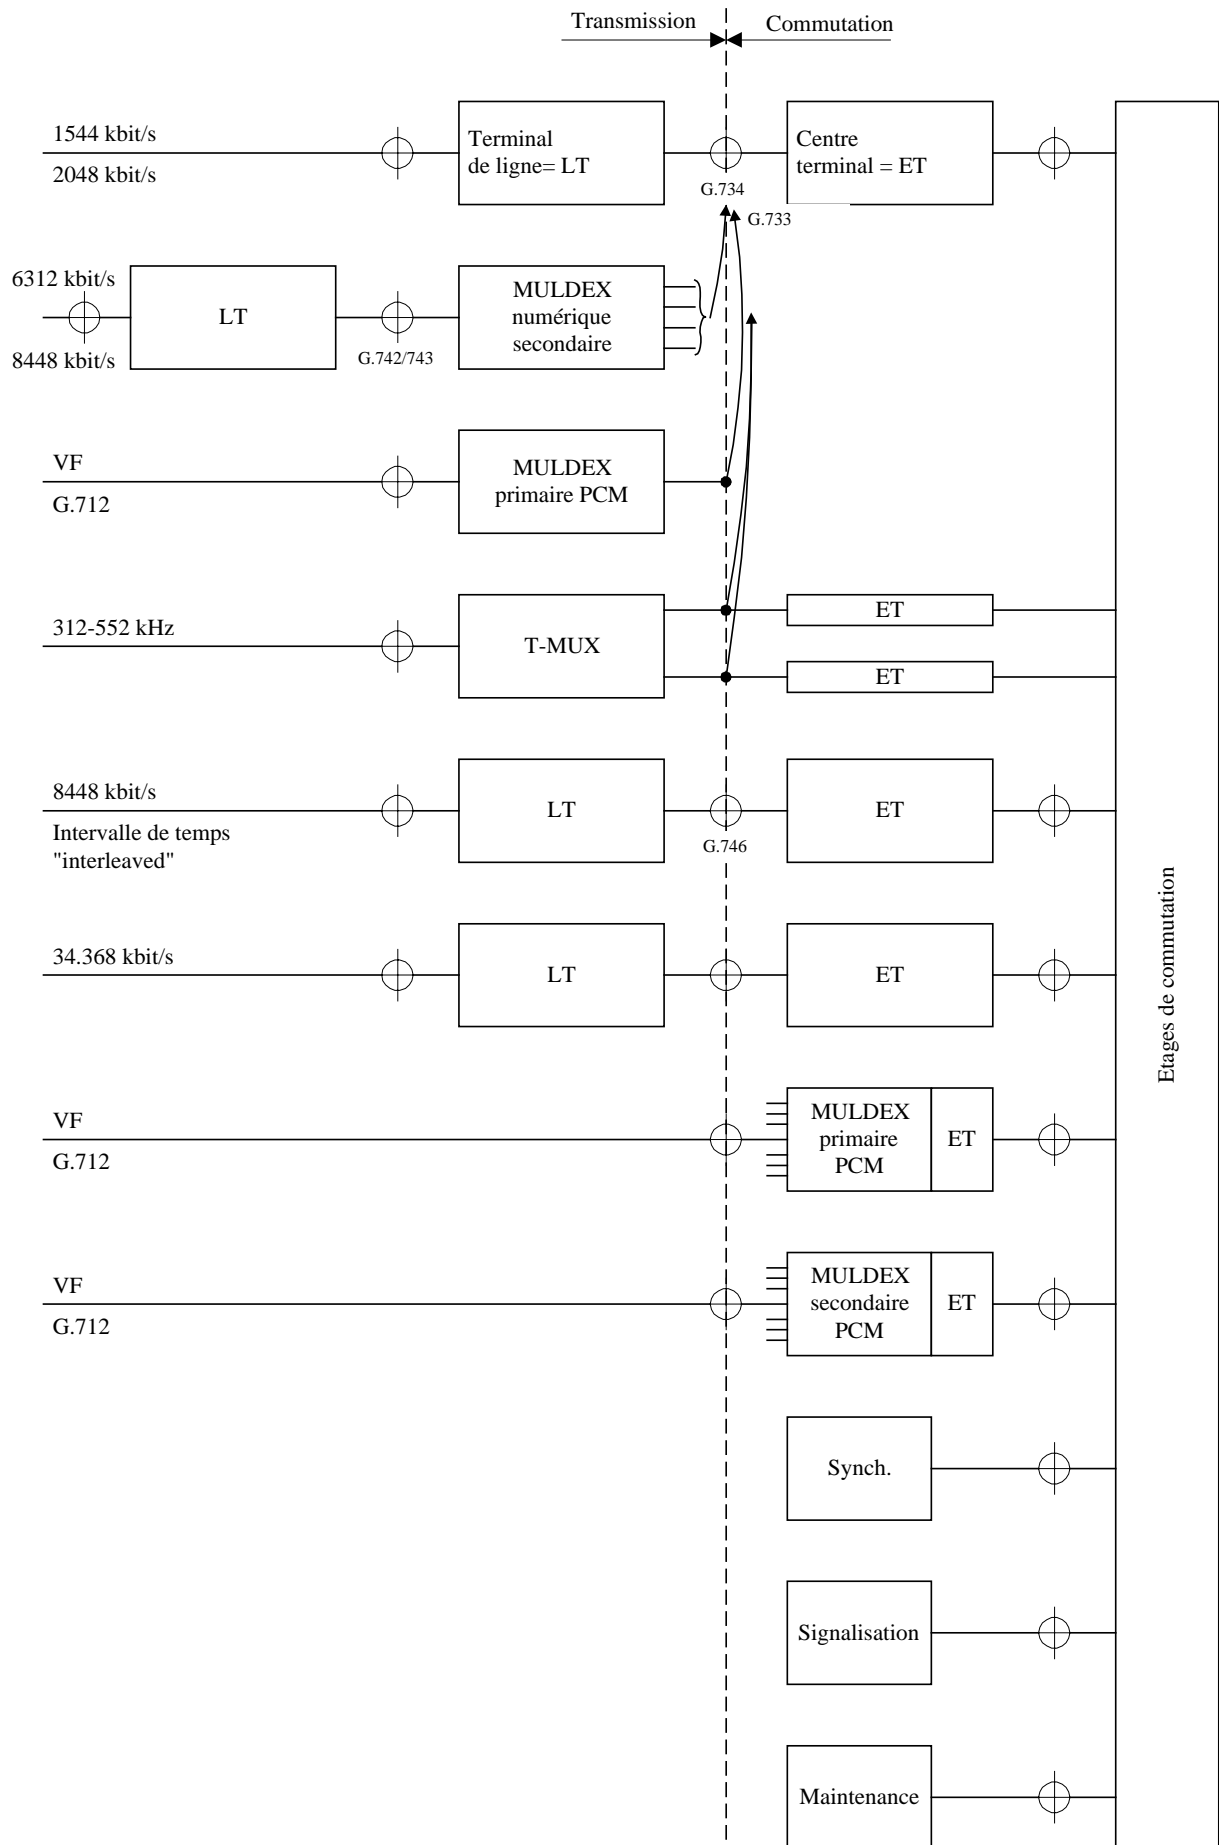 Transmission
Commutation
1544 kbit/s
2048 kbit/s
Terminal
de ligne= LT
G.734
G.733
Centre
terminal = ET
6312 kbit/s
8448 kbit/s
LT
G.742/743
MULDEX
numérique
secondaire
VF
G.712
MULDEX
primaire PCM
312-552 kHz
T-MUX
ET
ET
8448 kbit/s
Intervalle de temps
"interleaved"
LT
G.746
ET
34.368 kbit/s
LT
ET
VF
G.712
MULDEX
primaire
PCM
ET
VF
G.712
MULDEX
secondaire
PCM
ET
Synch.
Signalisation
Maintenance
Etages de commutation